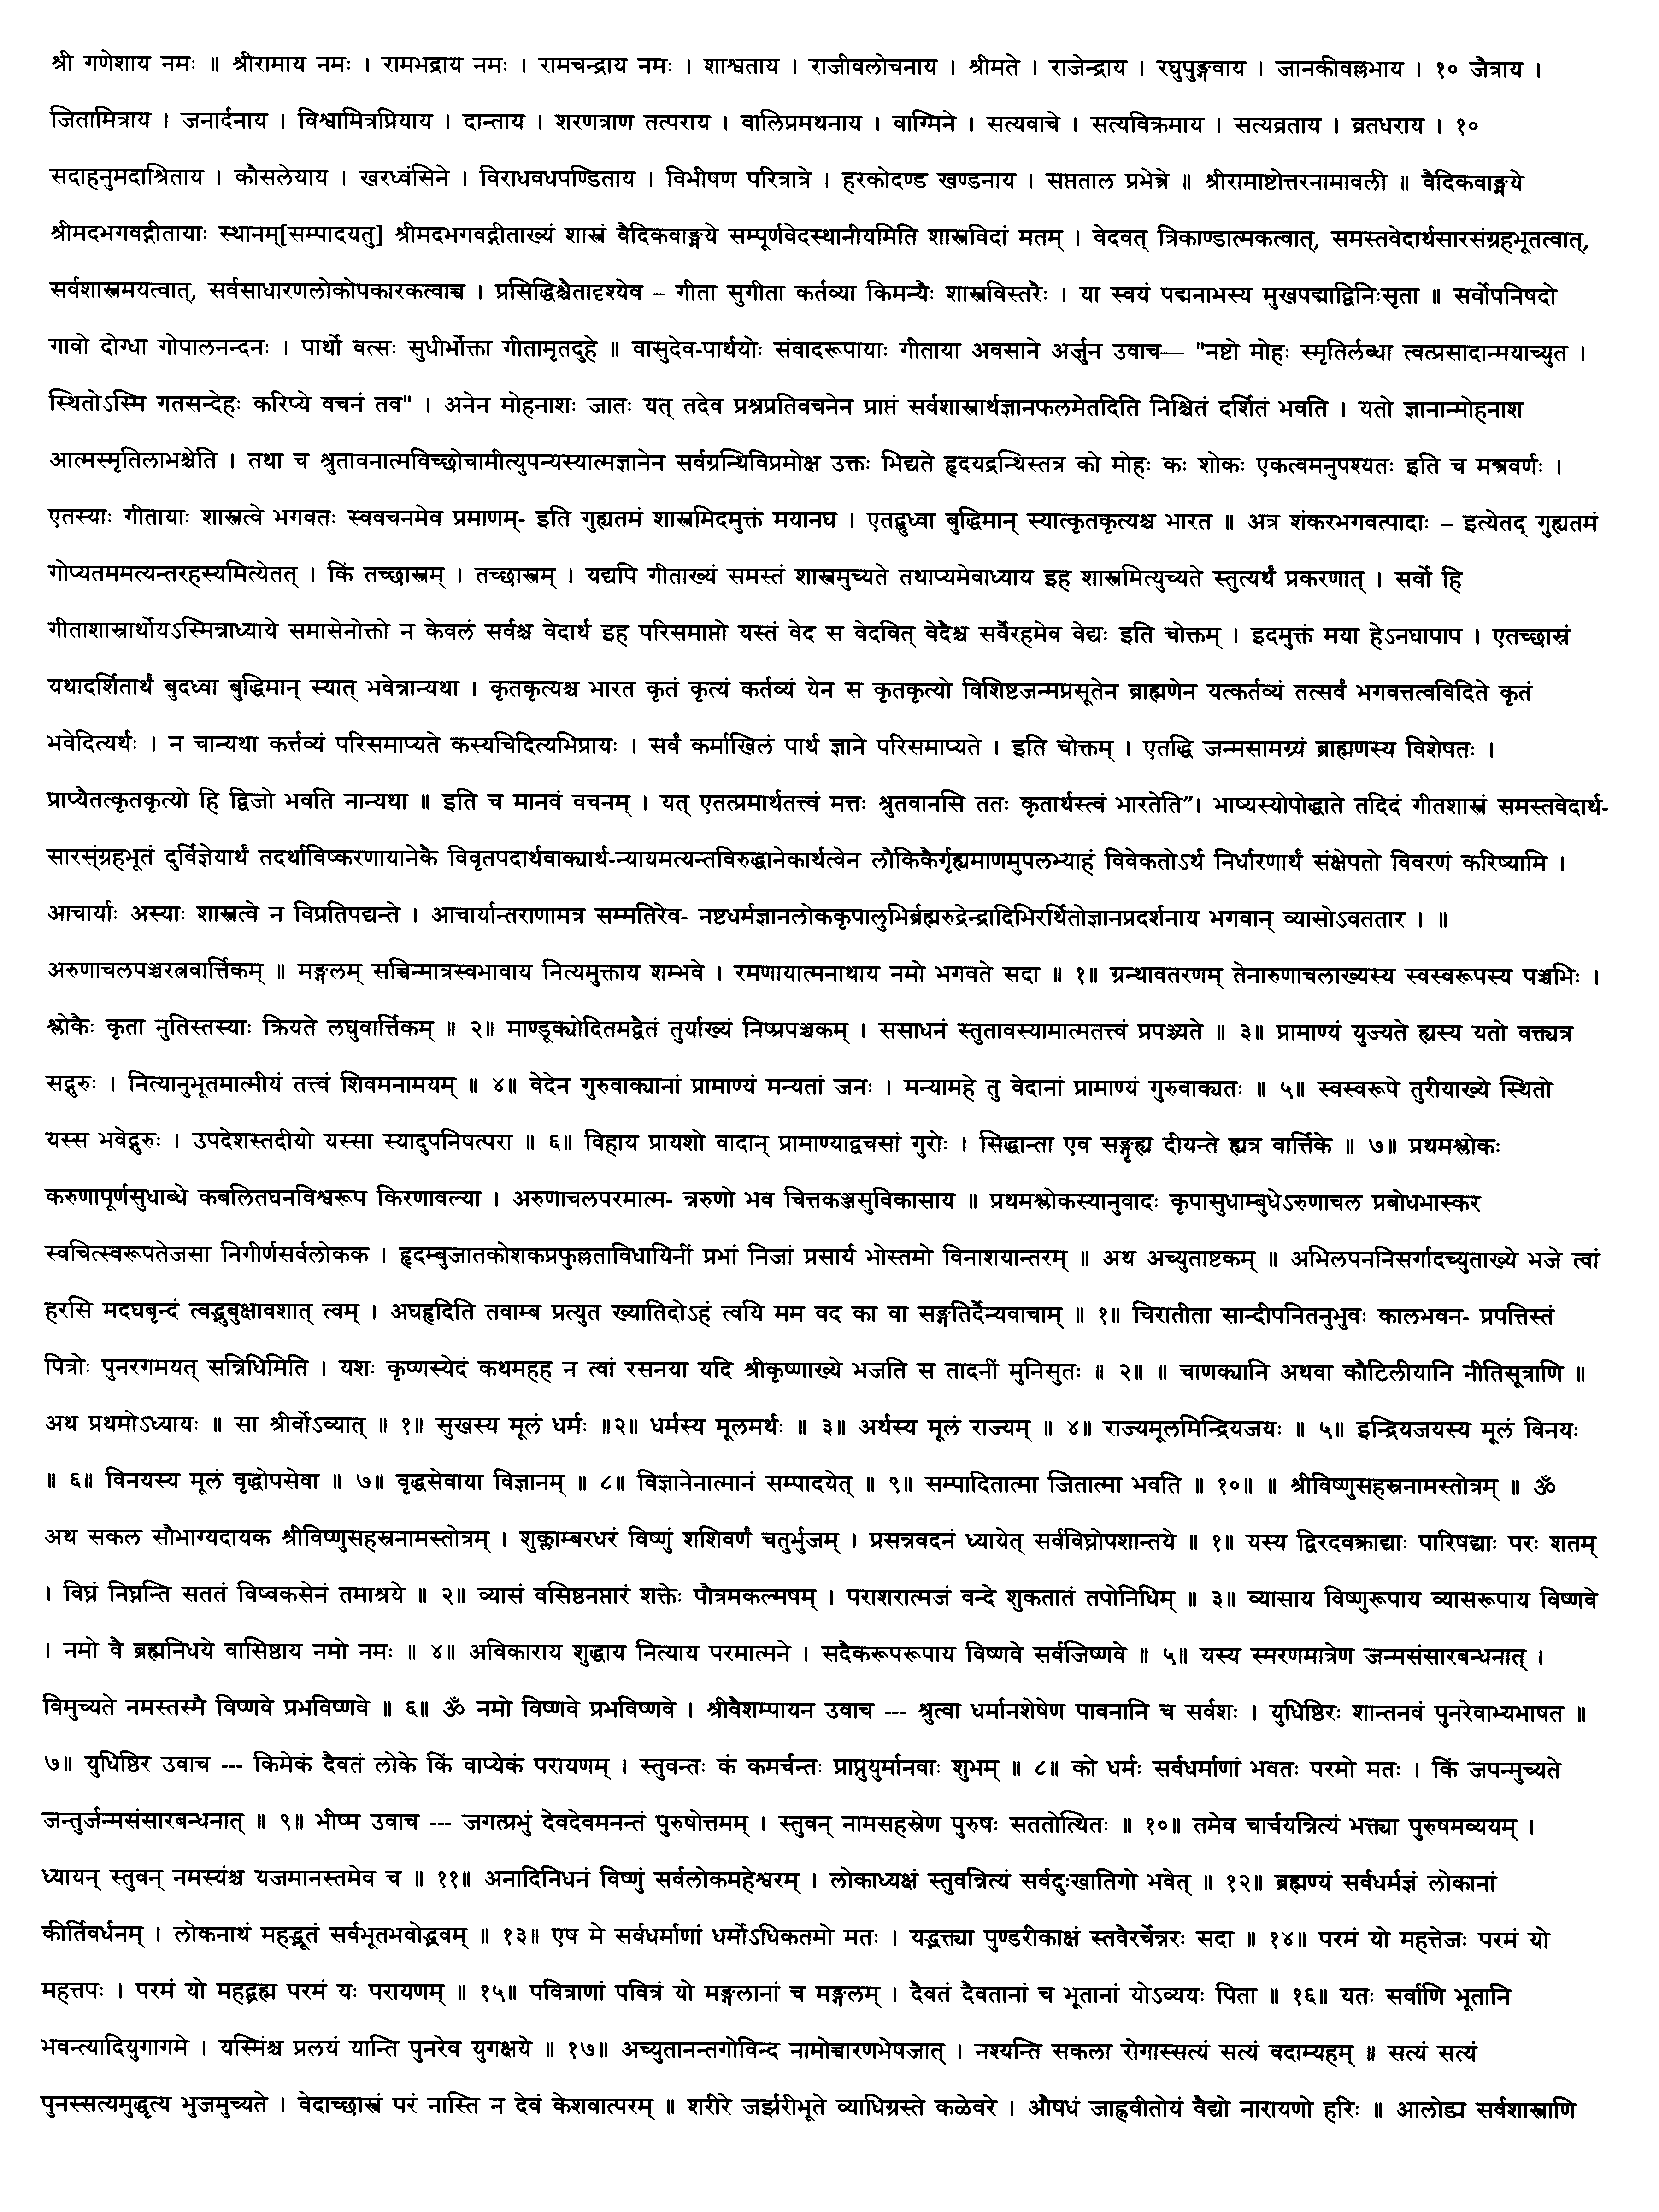 श्री गणेशाय नमः ॥ श्रीरामाय नमः । रामभद्राय नमः । रामचन्द्राय नमः । शाश्वताय । राजीवलोचनाय । श्रीमते । राजेन्द्राय । रघुपुङ्गवाय । जानकीवल्लभाय । १० जैत्राय ।
जितामित्राय । जनार्दनाय । विश्वामित्रप्रियाय । दान्ताय । शरणत्राण तत्पराय । वालिप्रमथनाय । वाग्मिने । सत्यवाचे । सत्यविक्रमाय । सत्यव्रताय । व्रतधराय । १०
सदाहनुमदाश्रिताय । कौसलेयाय । खरध्वंसिने । विराधवधपण्डिताय । विभीषण परित्रात्रे । हरकोदण्ड खण्डनाय । सप्तताल प्रभेत्रे ॥ श्रीरामाष्टोत्तरनामावली ॥ वैदिकवाङ्मये
श्रीमदभगवद्गीतायाः स्थानम्[सम्पादयतु] श्रीमदभगवद्गीताख्यं शास्त्रं वैदिकवाङ्मये सम्पूर्णवेदस्थानीयमिति शास्त्रविदां मतम् । वेदवत् त्रिकाण्डात्मकत्वात्, समस्तवेदार्थसारसंग्रहभूतत्वात्,
सर्वशास्त्रमयत्वात्, सर्वसाधारणलोकोपकारकत्वाच्च । प्रसिद्धिश्चैतादृश्येव – गीता सुगीता कर्तव्या किमन्यैः शास्त्रविस्तरैः । या स्वयं पद्मनाभस्य मुखपद्माद्विनिःसृता ॥ सर्वोपनिषदो
गावो दोग्धा गोपालनन्दनः । पार्थो वत्सः सुधीर्भोक्ता गीतामृतदुहे ॥ वासुदेव-पार्थयोः संवादरूपायाः गीताया अवसाने अर्जुन उवाच— "नष्टो मोहः स्मृतिर्लब्धा त्वत्प्रसादान्मयाच्युत ।
स्थितोऽस्मि गतसन्देहः करिप्ये वचनं तव" । अनेन मोहनाशः जातः यत् तदेव प्रश्नप्रतिवचनेन प्राप्तं सर्वशास्त्रार्थज्ञानफलमेतदिति निश्चितं दर्शितं भवति । यतो ज्ञानान्मोहनाश
आत्मस्मृतिलाभश्चेति । तथा च श्रुतावनात्मविच्छोचामीत्युपन्यस्यात्मज्ञानेन सर्वग्रन्थिविप्रमोक्ष उक्तः भिद्यते हृदयद्रन्थिस्तत्र को मोहः कः शोकः एकत्वमनुपश्यतः इति च मन्त्रवर्णः ।
एतस्याः गीतायाः शास्त्रत्वे भगवतः स्ववचनमेव प्रमाणम्- इति गुह्यतमं शास्त्रमिदमुक्तं मयानघ । एतद्बुध्वा बुद्धिमान् स्यात्कृतकृत्यश्च भारत ॥ अत्र शंकरभगवत्पादाः – इत्येतद् गुह्यतमं
गोप्यतममत्यन्तरहस्यमित्येतत् । किं तच्छास्त्रम् । तच्छास्त्रम् । यद्यपि गीताख्यं समस्तं शास्त्रमुच्यते तथाप्यमेवाध्याय इह शास्त्रमित्युच्यते स्तुत्यर्थं प्रकरणात् । सर्वो हि
गीताशास्रार्थोयऽस्मिन्नाध्याये समासेनोक्तो न केवलं सर्वश्च वेदार्थ इह परिसमाप्तो यस्तं वेद स वेदवित् वेदैश्च सर्वैरहमेव वेद्यः इति चोक्तम् । इदमुक्तं मया हेऽनघापाप । एतच्छास्रं
यथादर्शितार्थं बुदध्वा बुद्धिमान् स्यात् भवेन्नान्यथा । कृतकृत्यश्च भारत कृतं कृत्यं कर्तव्यं येन स कृतकृत्यो विशिष्टजन्मप्रसूतेन ब्राह्मणेन यत्कर्तव्यं तत्सर्वं भगवत्तत्वविदिते कृतं
भवेदित्यर्थः । न चान्यथा कर्त्तव्यं परिसमाप्यते कस्यचिदित्यभिप्रायः । सर्वं कर्माखिलं पार्थ ज्ञाने परिसमाप्यते । इति चोक्तम् । एतद्धि जन्मसामग्र्यं ब्राह्मणस्य विशेषतः ।
प्राप्यैतत्कृतकृत्यो हि द्विजो भवति नान्यथा ॥ इति च मानवं वचनम् । यत् एतत्प्रमार्थतत्त्वं मत्तः श्रुतवानसि ततः कृतार्थस्त्वं भारतेति”। भाष्यस्योपोद्धाते तदिदं गीतशास्त्रं समस्तवेदार्थ-
सारस्ंग्रहभूतं दुर्विज्ञेयार्थं तदर्थाविष्करणायानेकै विवृतपदार्थवाक्यार्थ-न्यायमत्यन्तविरुद्धानेकार्थत्वेन लौकिकैर्गृह्यमाणमुपलभ्याहं विवेकतोऽर्थ निर्धारणार्थं संक्षेपतो विवरणं करिष्यामि ।
आचार्याः अस्याः शास्त्रत्वे न विप्रतिपद्यन्ते । आचार्यान्तराणामत्र सम्मतिरेव- नष्टधर्मज्ञानलोककृपालुभिर्ब्रह्मरुद्रेन्द्रादिभिरर्थितोज्ञानप्रदर्शनाय भगवान् व्यासोऽवततार । ॥
अरुणाचलपञ्चरत्नवार्त्तिकम् ॥ मङ्गलम् सच्चिन्मात्रस्वभावाय नित्यमुक्ताय शम्भवे । रमणायात्मनाथाय नमो भगवते सदा ॥ १॥ ग्रन्थावतरणम् तेनारुणाचलाख्यस्य स्वस्वरूपस्य पञ्चभिः ।
श्लोकैः कृता नुतिस्तस्याः क्रियते लघुवार्त्तिकम् ॥ २॥ माण्डूक्योदितमद्वैतं तुर्याख्यं निष्प्रपञ्चकम् । ससाधनं स्तुतावस्यामात्मतत्त्वं प्रपञ्च्यते ॥ ३॥ प्रामाण्यं युज्यते ह्यस्य यतो वक्त्यत्र
सद्गुरुः । नित्यानुभूतमात्मीयं तत्त्वं शिवमनामयम् ॥ ४॥ वेदेन गुरुवाक्यानां प्रामाण्यं मन्यतां जनः । मन्यामहे तु वेदानां प्रामाण्यं गुरुवाक्यतः ॥ ५॥ स्वस्वरूपे तुरीयाख्ये स्थितो
यस्स भवेद्गुरुः । उपदेशस्तदीयो यस्सा स्यादुपनिषत्परा ॥ ६॥ विहाय प्रायशो वादान् प्रामाण्याद्वचसां गुरोः । सिद्धान्ता एव सङ्गृह्य दीयन्ते ह्यत्र वार्त्तिके ॥ ७॥ प्रथमश्लोकः
करुणापूर्णसुधाब्धे कबलितघनविश्वरूप किरणावल्या । अरुणाचलपरमात्म- न्नरुणो भव चित्तकञ्जसुविकासाय ॥ प्रथमश्लोकस्यानुवादः कृपासुधाम्बुधेऽरुणाचल प्रबोधभास्कर
स्वचित्स्वरूपतेजसा निगीर्णसर्वलोकक । हृदम्बुजातकोशकप्रफुल्लताविधायिनीं प्रभां निजां प्रसार्य भोस्तमो विनाशयान्तरम् ॥ अथ अच्युताष्टकम् ॥ अभिलपननिसर्गादच्युताख्ये भजे त्वां
हरसि मदघबृन्दं त्वद्भुबुक्षावशात् त्वम् । अघहृदिति तवाम्ब प्रत्युत ख्यातिदोऽहं त्वयि मम वद का वा सङ्गतिर्दैन्यवाचाम् ॥ १॥ चिरातीता सान्दीपनितनुभुवः कालभवन- प्रपत्तिस्तं
पित्रोः पुनरगमयत् सन्निधिमिति । यशः कृष्णस्येदं कथमहह न त्वां रसनया यदि श्रीकृष्णाख्ये भजति स तादनीं मुनिसुतः ॥ २॥ ॥ चाणक्यानि अथवा कौटिलीयानि नीतिसूत्राणि ॥
अथ प्रथमोऽध्यायः ॥ सा श्रीर्वोऽव्यात् ॥ १॥ सुखस्य मूलं धर्मः ॥२॥ धर्मस्य मूलमर्थः ॥ ३॥ अर्थस्य मूलं राज्यम् ॥ ४॥ राज्यमूलमिन्द्रियजयः ॥ ५॥ इन्द्रियजयस्य मूलं विनयः
॥ ६॥ विनयस्य मूलं वृद्धोपसेवा ॥ ७॥ वृद्धसेवाया विज्ञानम् ॥ ८॥ विज्ञानेनात्मानं सम्पादयेत् ॥ ९॥ सम्पादितात्मा जितात्मा भवति ॥ १०॥ ॥ श्रीविष्णुसहस्रनामस्तोत्रम् ॥ ॐ
अथ सकल सौभाग्यदायक श्रीविष्णुसहस्रनामस्तोत्रम् । शुक्लाम्बरधरं विष्णुं शशिवर्णं चतुर्भुजम् । प्रसन्नवदनं ध्यायेत् सर्वविघ्नोपशान्तये ॥ १॥ यस्य द्विरदवक्त्राद्याः पारिषद्याः परः शतम्
। विघ्नं निघ्नन्ति सततं विष्वकसेनं तमाश्रये ॥ २॥ व्यासं वसिष्ठनप्तारं शक्तेः पौत्रमकल्मषम् । पराशरात्मजं वन्दे शुकतातं तपोनिधिम् ॥ ३॥ व्यासाय विष्णुरूपाय व्यासरूपाय विष्णवे
। नमो वै ब्रह्मनिधये वासिष्ठाय नमो नमः ॥ ४॥ अविकाराय शुद्धाय नित्याय परमात्मने । सदैकरूपरूपाय विष्णवे सर्वजिष्णवे ॥ ५॥ यस्य स्मरणमात्रेण जन्मसंसारबन्धनात् ।
विमुच्यते नमस्तस्मै विष्णवे प्रभविष्णवे ॥ ६॥ ॐ नमो विष्णवे प्रभविष्णवे । श्रीवैशम्पायन उवाच --- श्रुत्वा धर्मानशेषेण पावनानि च सर्वशः । युधिष्ठिरः शान्तनवं पुनरेवाभ्यभाषत ॥
७॥ युधिष्ठिर उवाच --- किमेकं दैवतं लोके किं वाप्येकं परायणम् । स्तुवन्तः कं कमर्चन्तः प्राप्नुयुर्मानवाः शुभम् ॥ ८॥ को धर्मः सर्वधर्माणां भवतः परमो मतः । किं जपन्मुच्यते
जन्तुर्जन्मसंसारबन्धनात् ॥ ९॥ भीष्म उवाच --- जगत्प्रभुं देवदेवमनन्तं पुरुषोत्तमम् । स्तुवन् नामसहस्रेण पुरुषः सततोत्थितः ॥ १०॥ तमेव चार्चयन्नित्यं भक्त्या पुरुषमव्ययम् ।
ध्यायन् स्तुवन् नमस्यंश्च यजमानस्तमेव च ॥ ११॥ अनादिनिधनं विष्णुं सर्वलोकमहेश्वरम् । लोकाध्यक्षं स्तुवन्नित्यं सर्वदुःखातिगो भवेत् ॥ १२॥ ब्रह्मण्यं सर्वधर्मज्ञं लोकानां
कीर्तिवर्धनम् । लोकनाथं महद्भूतं सर्वभूतभवोद्भवम् ॥ १३॥ एष मे सर्वधर्माणां धर्मोऽधिकतमो मतः । यद्भक्त्या पुण्डरीकाक्षं स्तवैरर्चेन्नरः सदा ॥ १४॥ परमं यो महत्तेजः परमं यो
महत्तपः । परमं यो महद्ब्रह्म परमं यः परायणम् ॥ १५॥ पवित्राणां पवित्रं यो मङ्गलानां च मङ्गलम् । दैवतं दैवतानां च भूतानां योऽव्ययः पिता ॥ १६॥ यतः सर्वाणि भूतानि
भवन्त्यादियुगागमे । यस्मिंश्च प्रलयं यान्ति पुनरेव युगक्षये ॥ १७॥ अच्युतानन्तगोविन्द नामोच्चारणभेषजात् । नश्यन्ति सकला रोगास्सत्यं सत्यं वदाम्यहम् ॥ सत्यं सत्यं
पुनस्सत्यमुद्धृत्य भुजमुच्यते । वेदाच्छास्त्रं परं नास्ति न देवं केशवात्परम् ॥ शरीरे जर्झरीभूते व्याधिग्रस्ते कळेवरे । औषधं जाह्नवीतोयं वैद्यो नारायणो हरिः ॥ आलोड्य सर्वशास्त्राणि